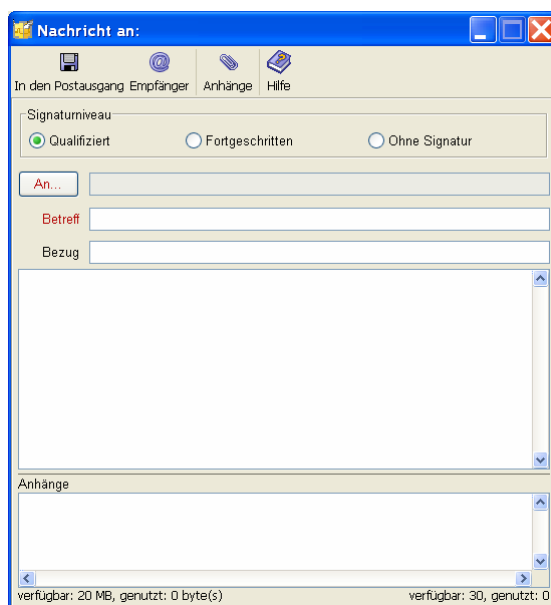 Nachricht an:
In den Postausgang Empfänger Anhänge Hilfe
Signaturniveau
Qualifiziert Fortgeschritten Ohne Signatur
An...
Betreff
Bezug
Anhänge
verfügbar: 20 MB, genutzt: 0 byte(s) verfügbar: 30, genutzt: 0